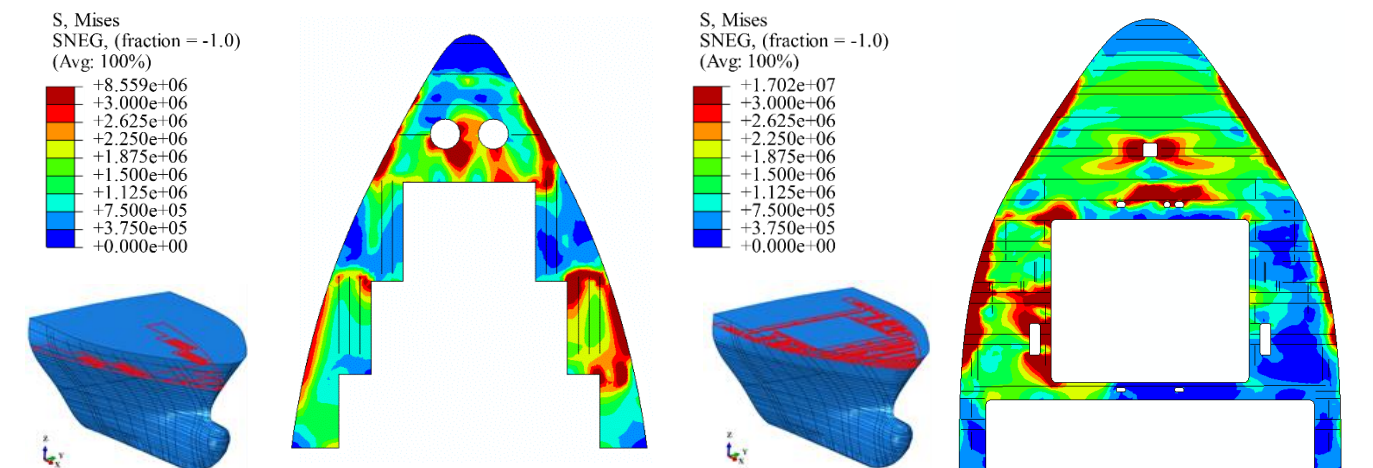 S, Mises
SNEG, (fraction = -1.0)
(Avg: 100%)
+8.559e+06
+3.000e+06
+2.625e+06
+2.250e+06
+1.875e+06
+1.500e+06
+1.125e+06
+7.500e+05
+3.750e+05
+0.000e+00
Z
Y
X
S, Mises
SNEG, (fraction = -1.0)
(Avg: 100%)
+1.702e+07
+3.000e+06
+2.625e+06
+2.250e+06
+1.875e+06
+1.500e+06
+1.125e+06
+7.500e+05
+3.750e+05
+0.000e+00
Z
Y
X